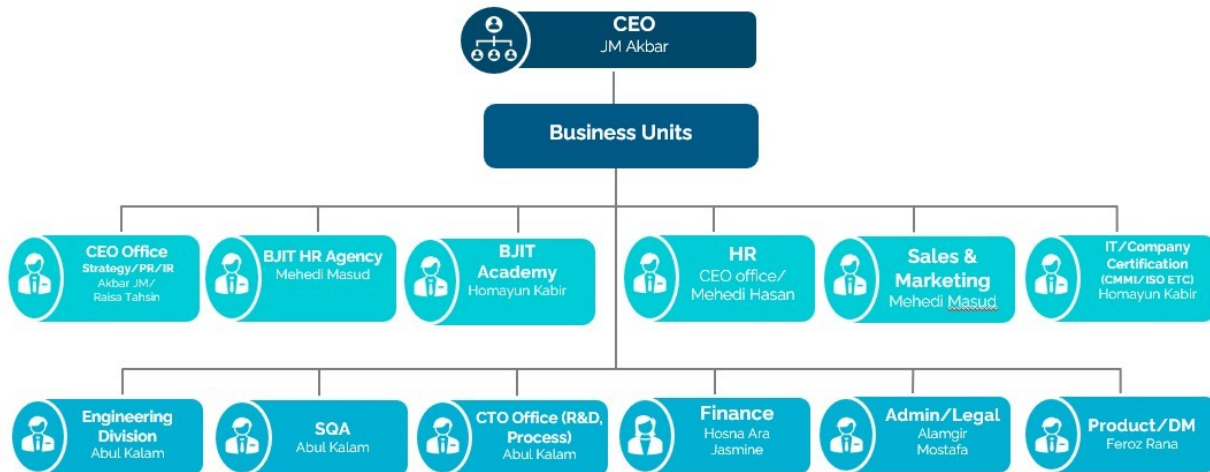 CEO
JM Akbar
Business Units
CEO Office
Strategy/PR/IR
Akbar JM/
Raisa Tahsin
BJIT HR Agency
Mehedi Masud
BJIT
Academy
Homayun Kabir
HR
CEO office/
Mehedi Hasan
Sales &
Marketing
Mehedi Masud
IT/Company
Certification
(CMMI/ISO ETC)
Homayun Kabir
Engineering
Division
Abul Kalam
SQA
Abul Kalam
CTO Office (R&D,
Process)
Abul Kalam
Finance
Hosna Ara
Jasmine
Admin/Legal
Alamgir
Mostafa
Product/DM
Feroz Rana